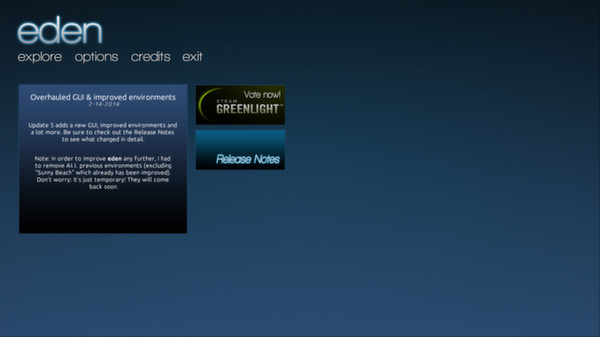 eden
explore options credits exit
Overhauled GUI & improved environments
2-14-2014
Update 5 adds a new GUI, improved environments and
a lot more. Be sure to check out the Release Notes
to see what changed in detail.
Note: In order to improve eden any further, I had
to remove ALL previous environments (excluding
"Sunny Beach" which already has been improved).
Don't worry: It's just temporary! They will come
back soon.
Vote now!
STEAM
GREENLIGHT™
Release Notes